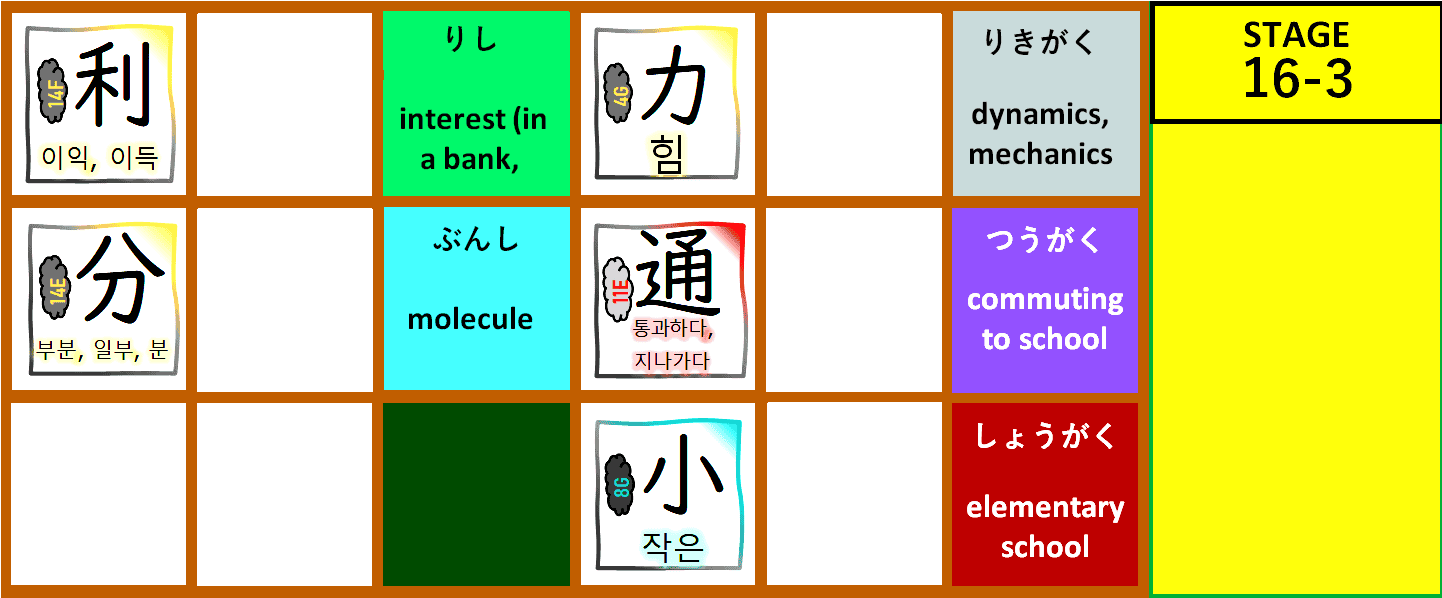 14F
利
이익, 이득
りし
interest (in
a bank,
4G
力
힘
りきがく
dynamics,
mechanics
STAGE
16-3
14E
分
부분, 일부, 분
ぶんし
molecule
11E
通
통과하다,
지나가다
つうがく
commuting
to school
8G
小
작은
しょうがく
elementary
school